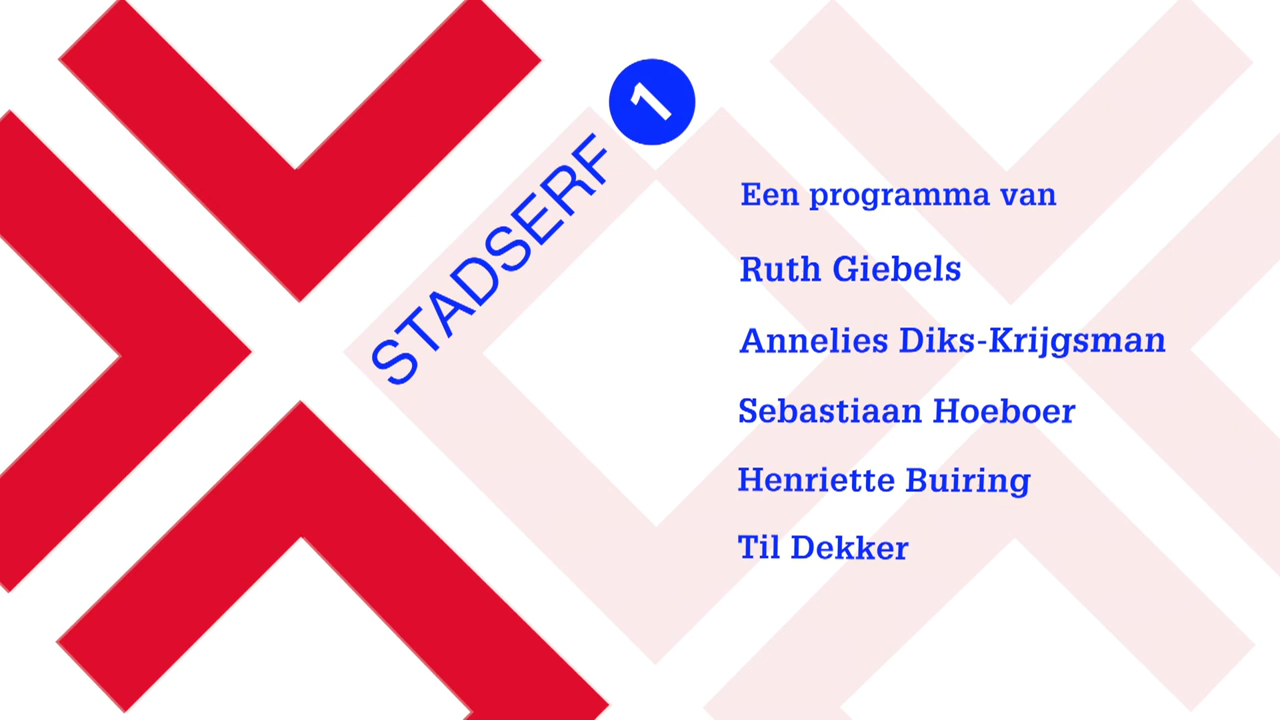 STADSERF 1
Een programma van
Ruth Giebels
Annelies Diks-Krijgsman
Sebastiaan Hoeboer
Henriette Buiring
Til Dekker